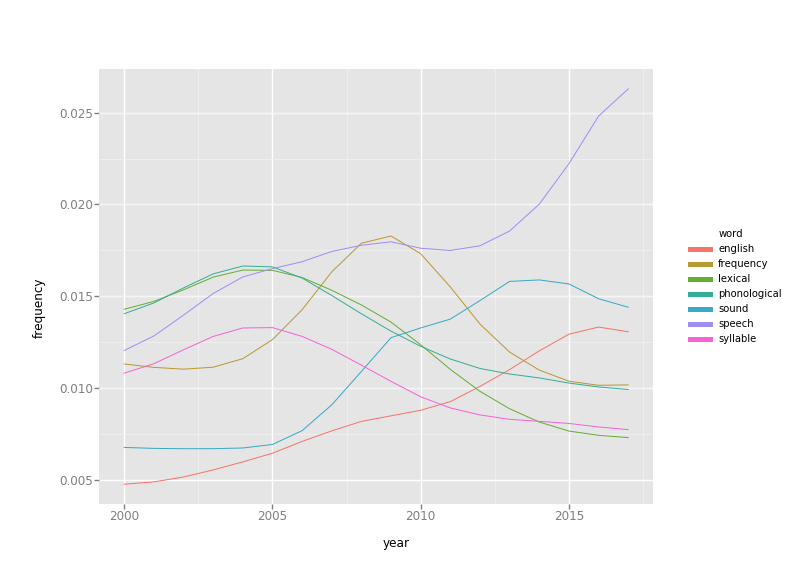 0.025
0.020
0.015
0.010
0.005
frequency
2000
2005
2010
2015
year
word
english
frequency
lexical
phonological
sound
speech
syllable